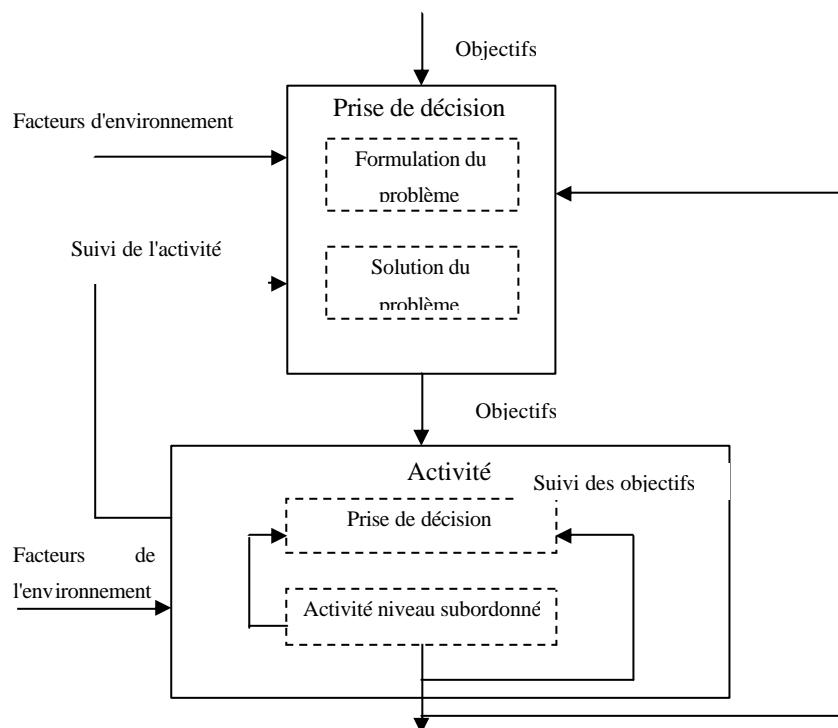 Objectifs
Prise de décision
Facteurs d'environnement
Formulation du
problème
Suivi de l'activité
Solution du
problème
Objectifs
Activité
Suivi des objectifs
Prise de décision
Facteurs de
l'environnement
Activité niveau subordonné